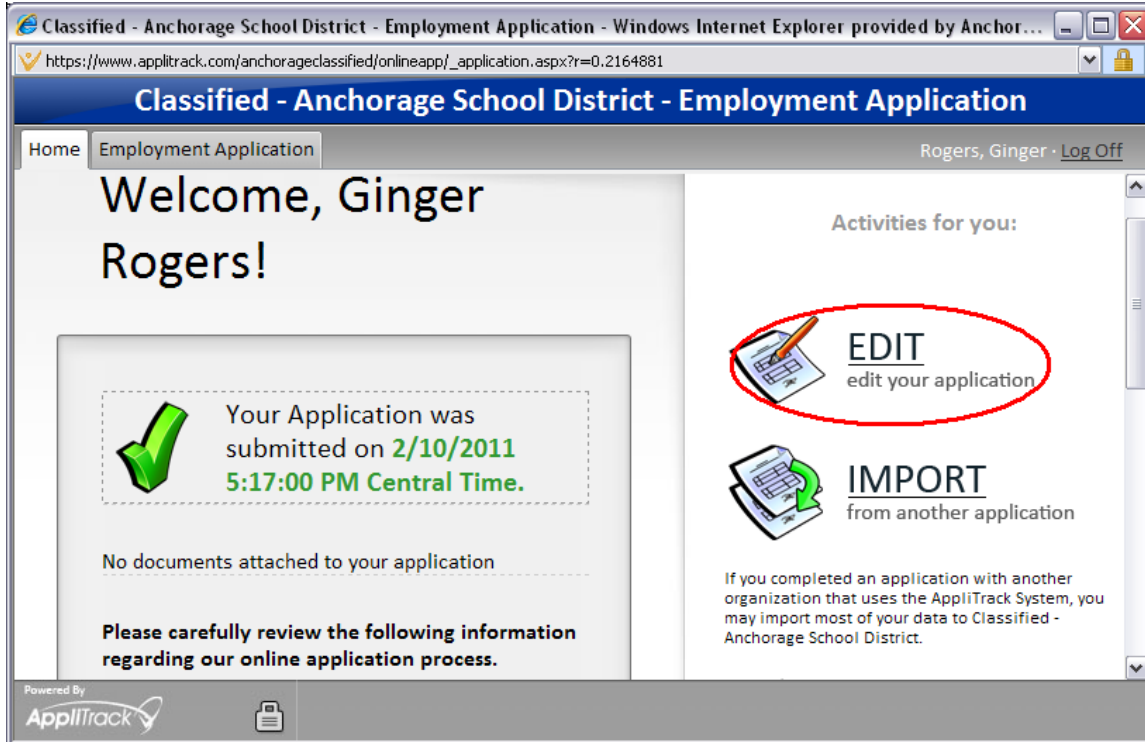 Classified - Anchorage School District - Employment Application - Windows Internet Explorer provided by Anchor...
https://www.applitrack.com/anchorageclassified/onlineapp/_application.aspx?r=0.2164881
Classified - Anchorage School District - Employment Application
Home Employment Application Rogers, Ginger · Log Off
Welcome, Ginger
Rogers!
Your Application was
submitted on 2/10/2011
5:17:00 PM Central Time.
No documents attached to your application
Please carefully review the following information
regarding our online application process.
Activities for you:
EDIT
edit your application
IMPORT
from another application
If you completed an application with another
organization that uses the AppliTrack System, you
may import most of your data to Classified -
Anchorage School District.
Powered By
AppliTrack